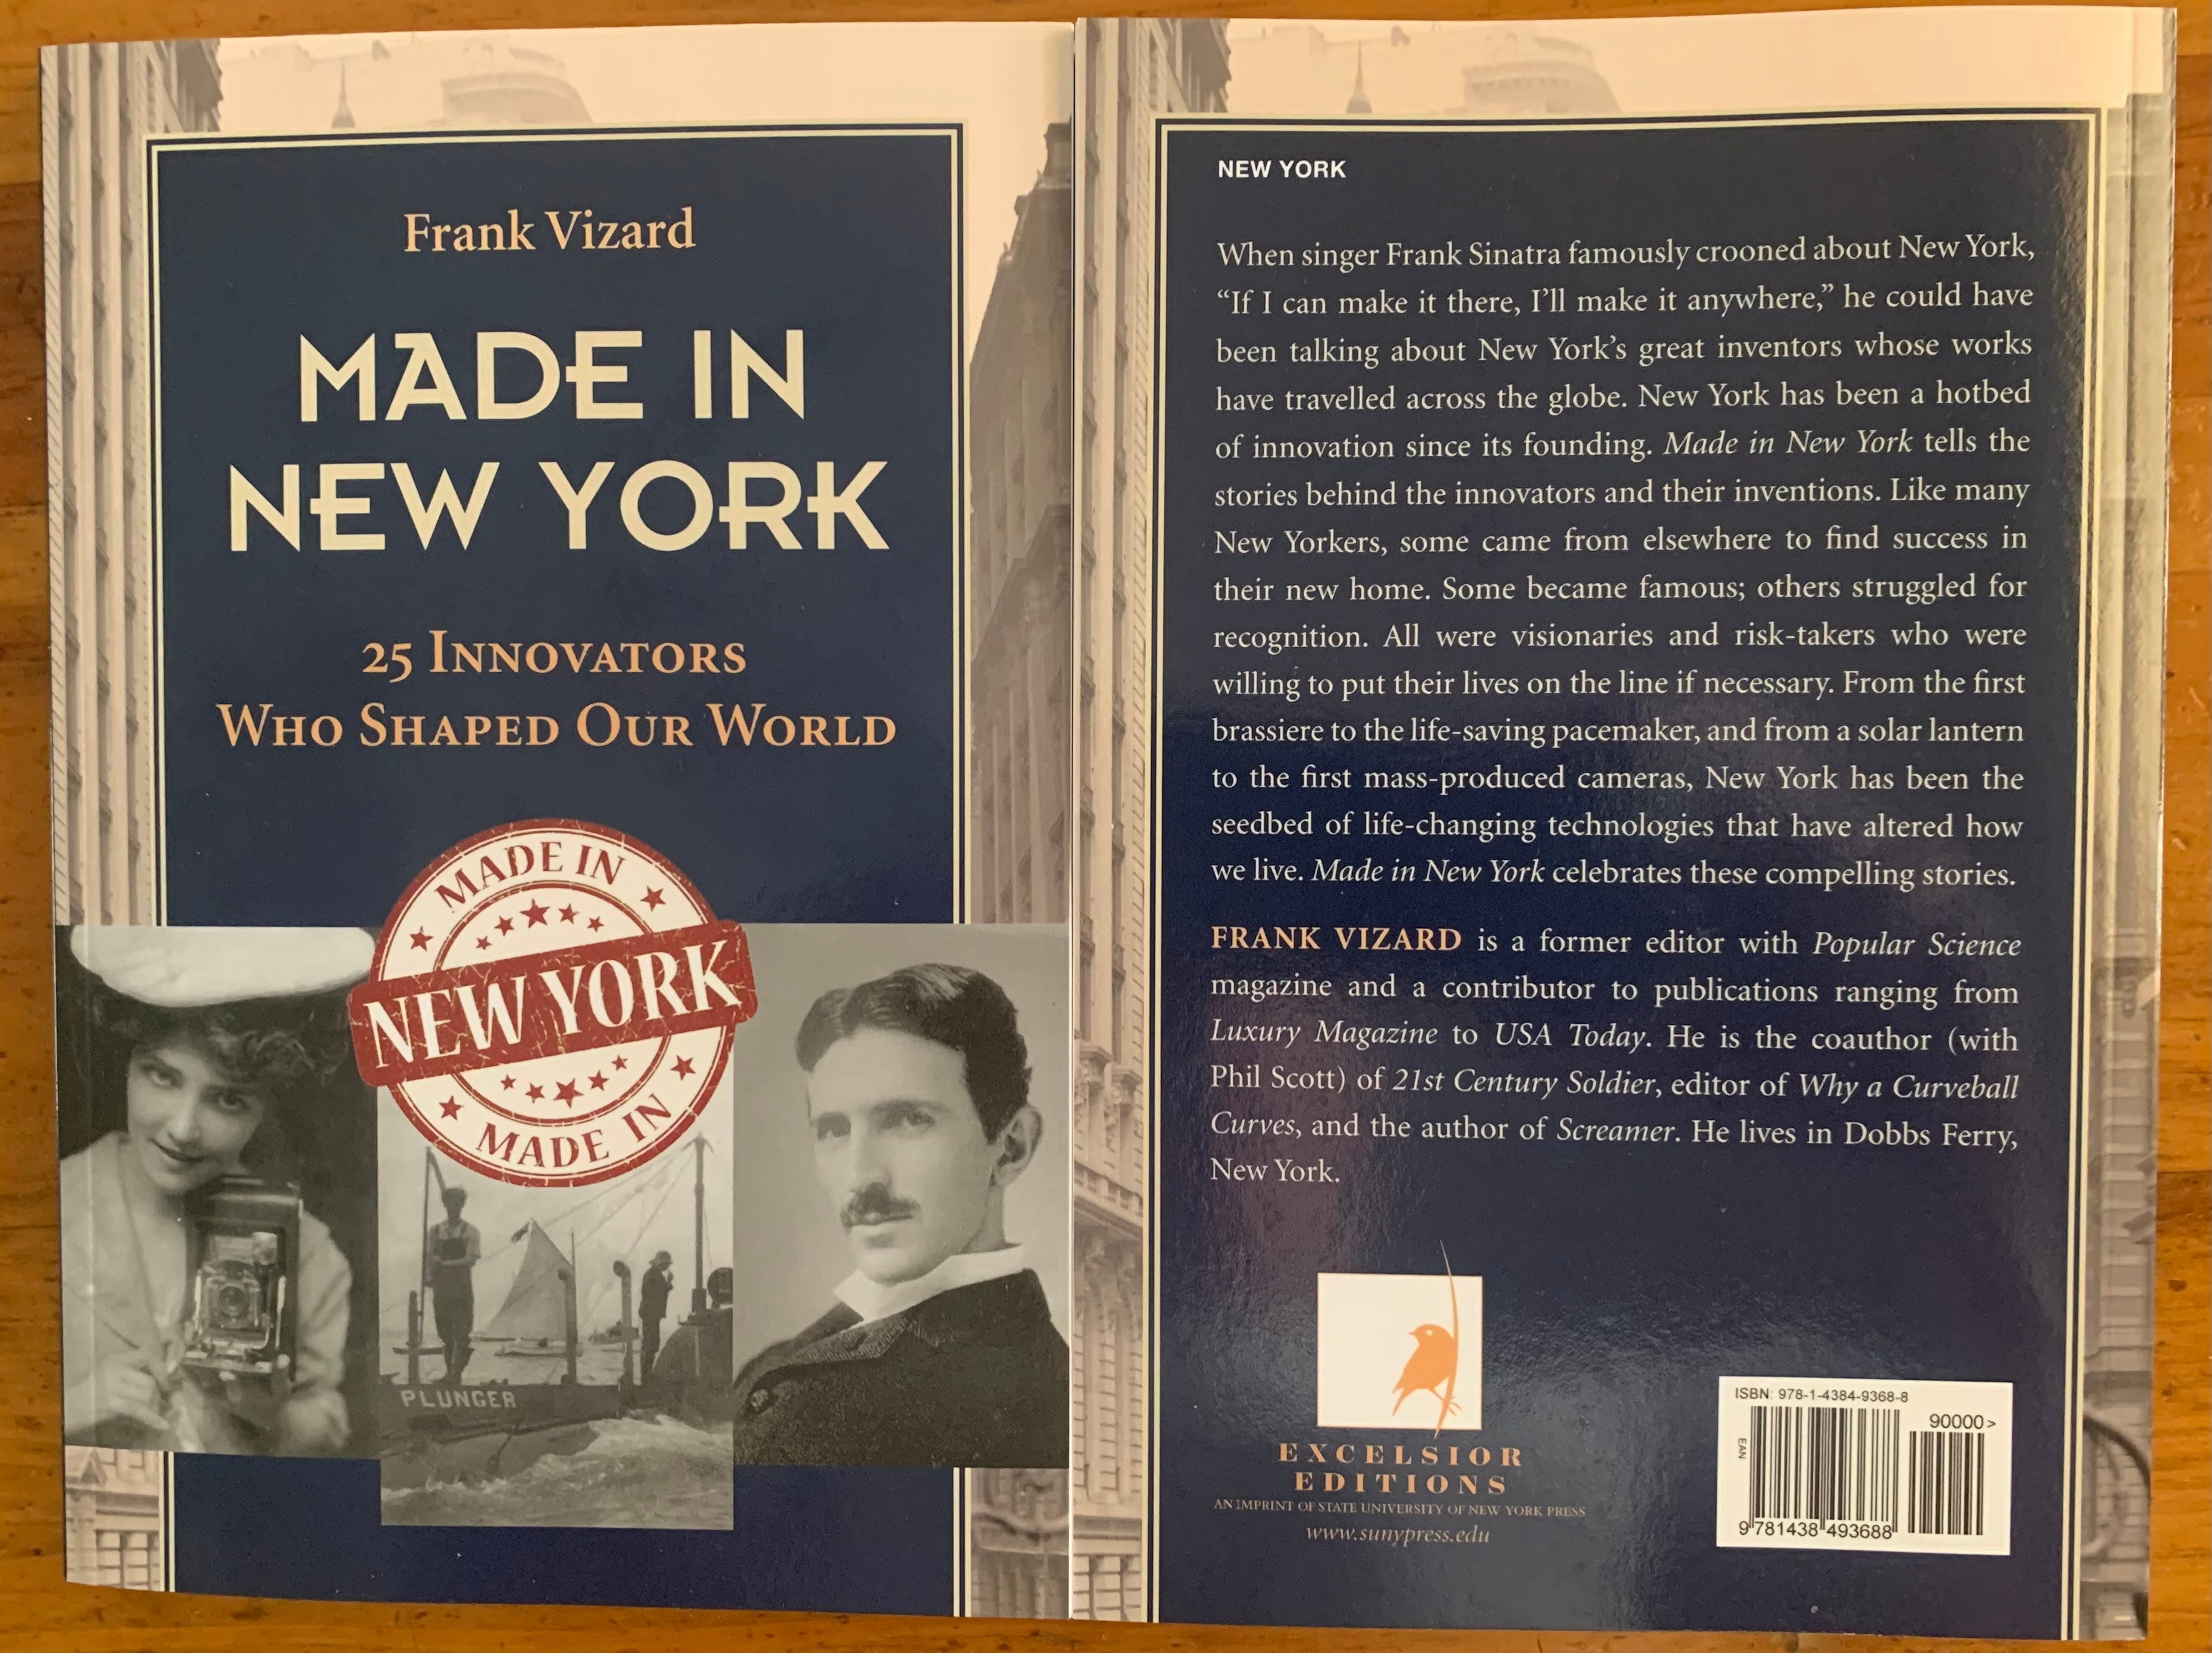 Frank Vizard
MADE IN
NEW YORK
25 INNOVATORS
WHO SHAPED OUR WORLD
MADE IN
NEW YORK
MADE IN
PLUNGER
NEW YORK
When singer Frank Sinatra famously crooned about New York,
“If I can make it there, I’ll make it anywhere,” he could have
been talking about New York’s great inventors whose works
have travelled across the globe. New York has been a hotbed
of innovation since its founding. Made in New York tells the
stories behind the innovators and their inventions. Like many
New Yorkers, some came from elsewhere to find success in
their new home. Some became famous; others struggled for
recognition. All were visionaries and risk-takers who were
willing to put their lives on the line if necessary. From the first
brassiere to the life-saving pacemaker, and from a solar lantern
to the first mass-produced cameras, New York has been the
seedbed of life-changing technologies that have altered how
we live. Made in New York celebrates these compelling stories.
FRANK VIZARD is a former editor with Popular Science
magazine and a contributor to publications ranging from
Luxury Magazine to USA Today. He is the coauthor (with
Phil Scott) of 21st Century Soldier, editor of Why a Curveball
Curves, and the author of Screamer. He lives in Dobbs Ferry,
New York.
EXCELSIOR
EDITIONS
AN IMPRINT OF STATE UNIVERSITY OF NEW YORK PRESS
www.sunypress.edu
ISBN: 978-1-4384-9368-8
90000>
EAN
9 781438 493688